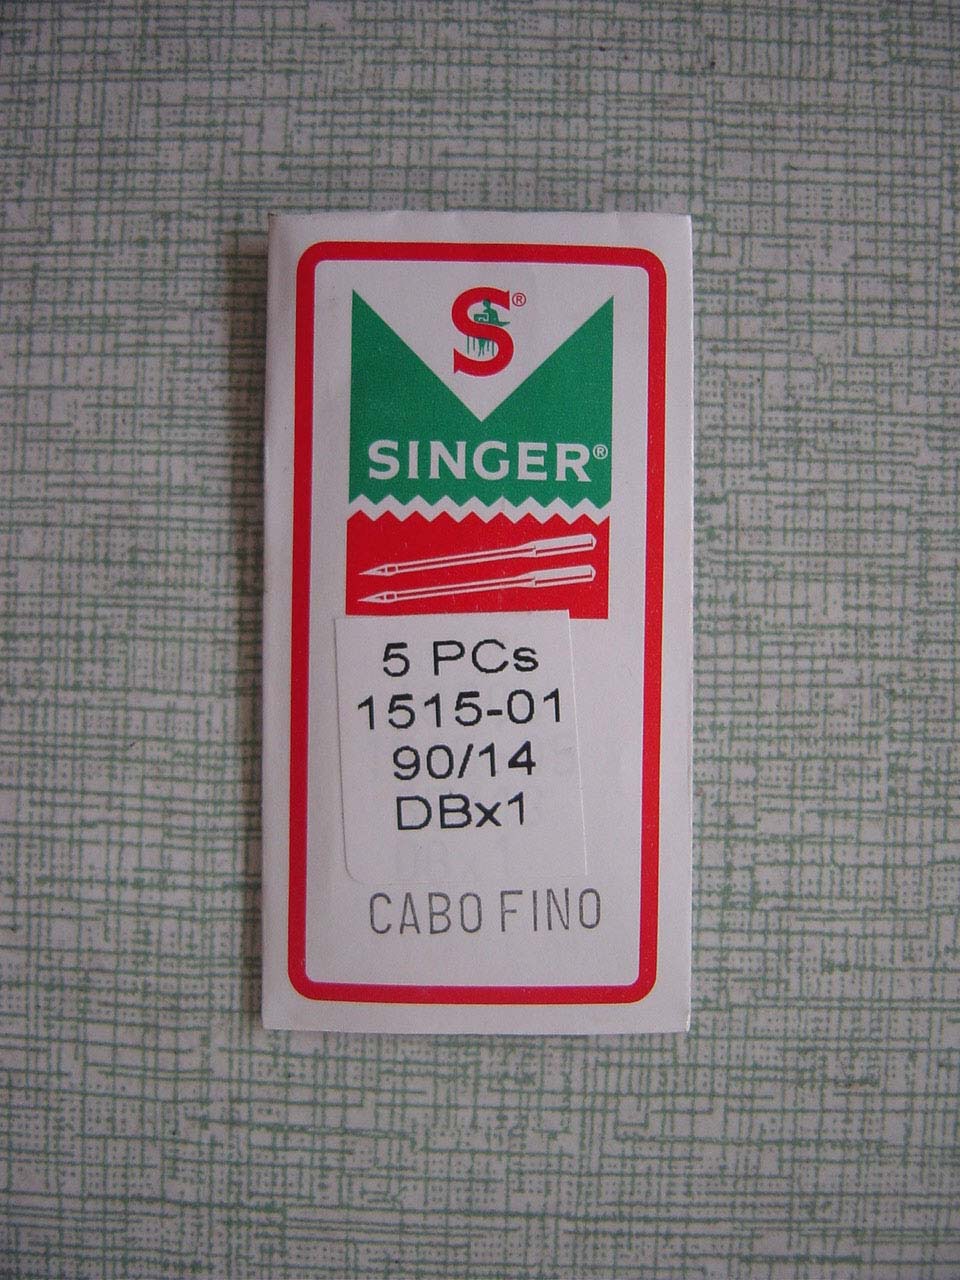 S®
SINGER®
5 PCs
1515-01
90/14
DBx1
CABO FINO